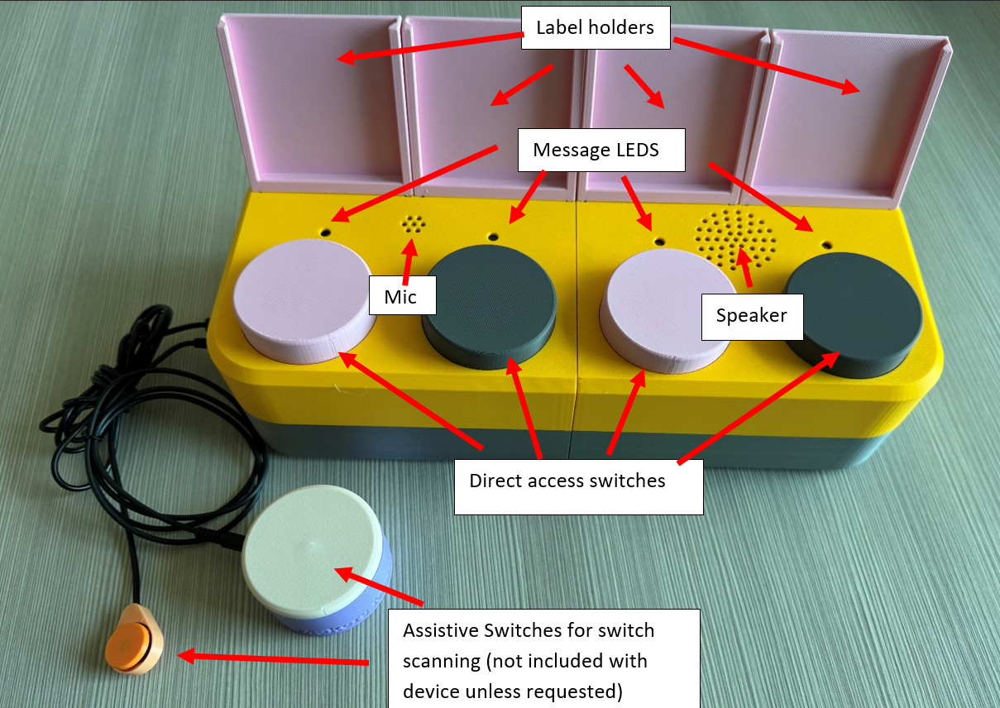 Label holders
Message LEDS
Mic
Speaker
Direct access switches
Assistive Switches for switch
scanning (not included with
device unless requested)